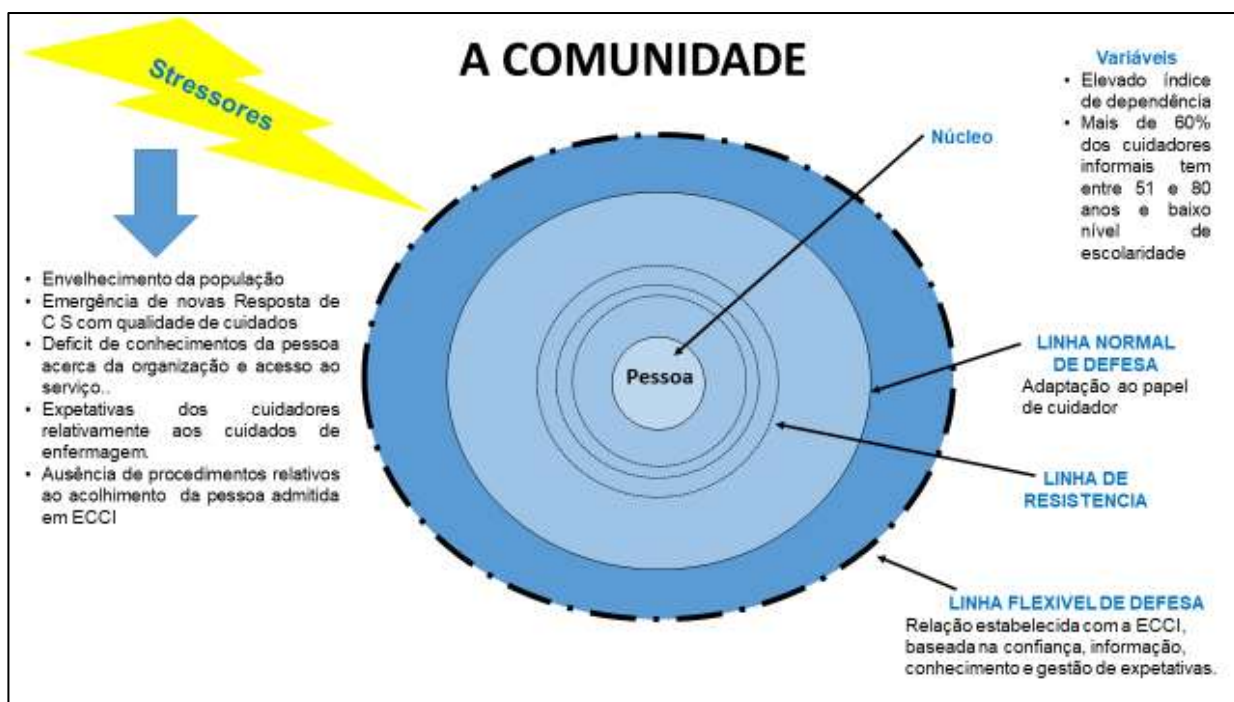 A COMUNIDADE
Stressores
• Envelhecimento da população
• Emergência de novas Resposta de
C S com qualidade de cuidados
• Deficit de conhecimentos da pessoa
acerca da organização e acesso ao
serviço..
• Expetativas dos cuidadores
relativamente aos cuidados de
enfermagem.
• Ausência de procedimentos relativos
ao acolhimento da pessoa admitida
em ECCI
Pessoa
Núcleo
Variáveis
• Elevado índice
de dependência
• Mais de 60%
dos cuidadores
informais tem
entre 51 e 80
anos e baixo
nível de
escolaridade
LINHA NORMAL
DE DEFESA
Adaptação ao papel
de cuidador
LINHA DE
RESISTENCIA
LINHA FLEXIVEL DE DEFESA
Relação estabelecida com a ECCI,
baseada na confiança, informação,
conhecimento e gestão de expetativas.